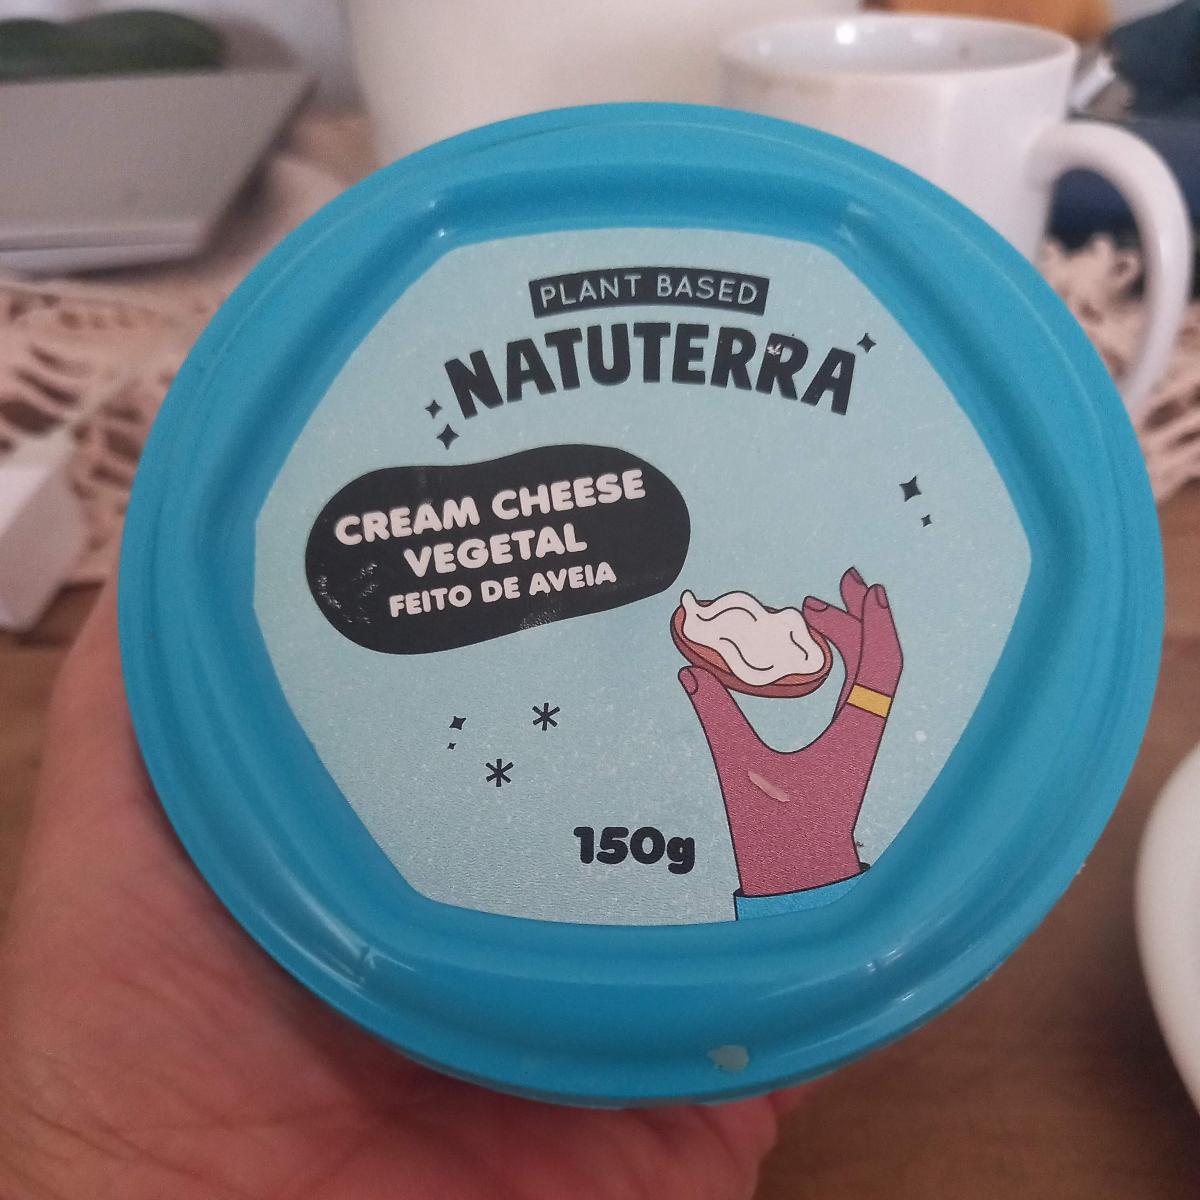 PLANT BASED
NATUTERRA
CREAM CHEESE
VEGETAL
FEITO DE AVEIA
150g